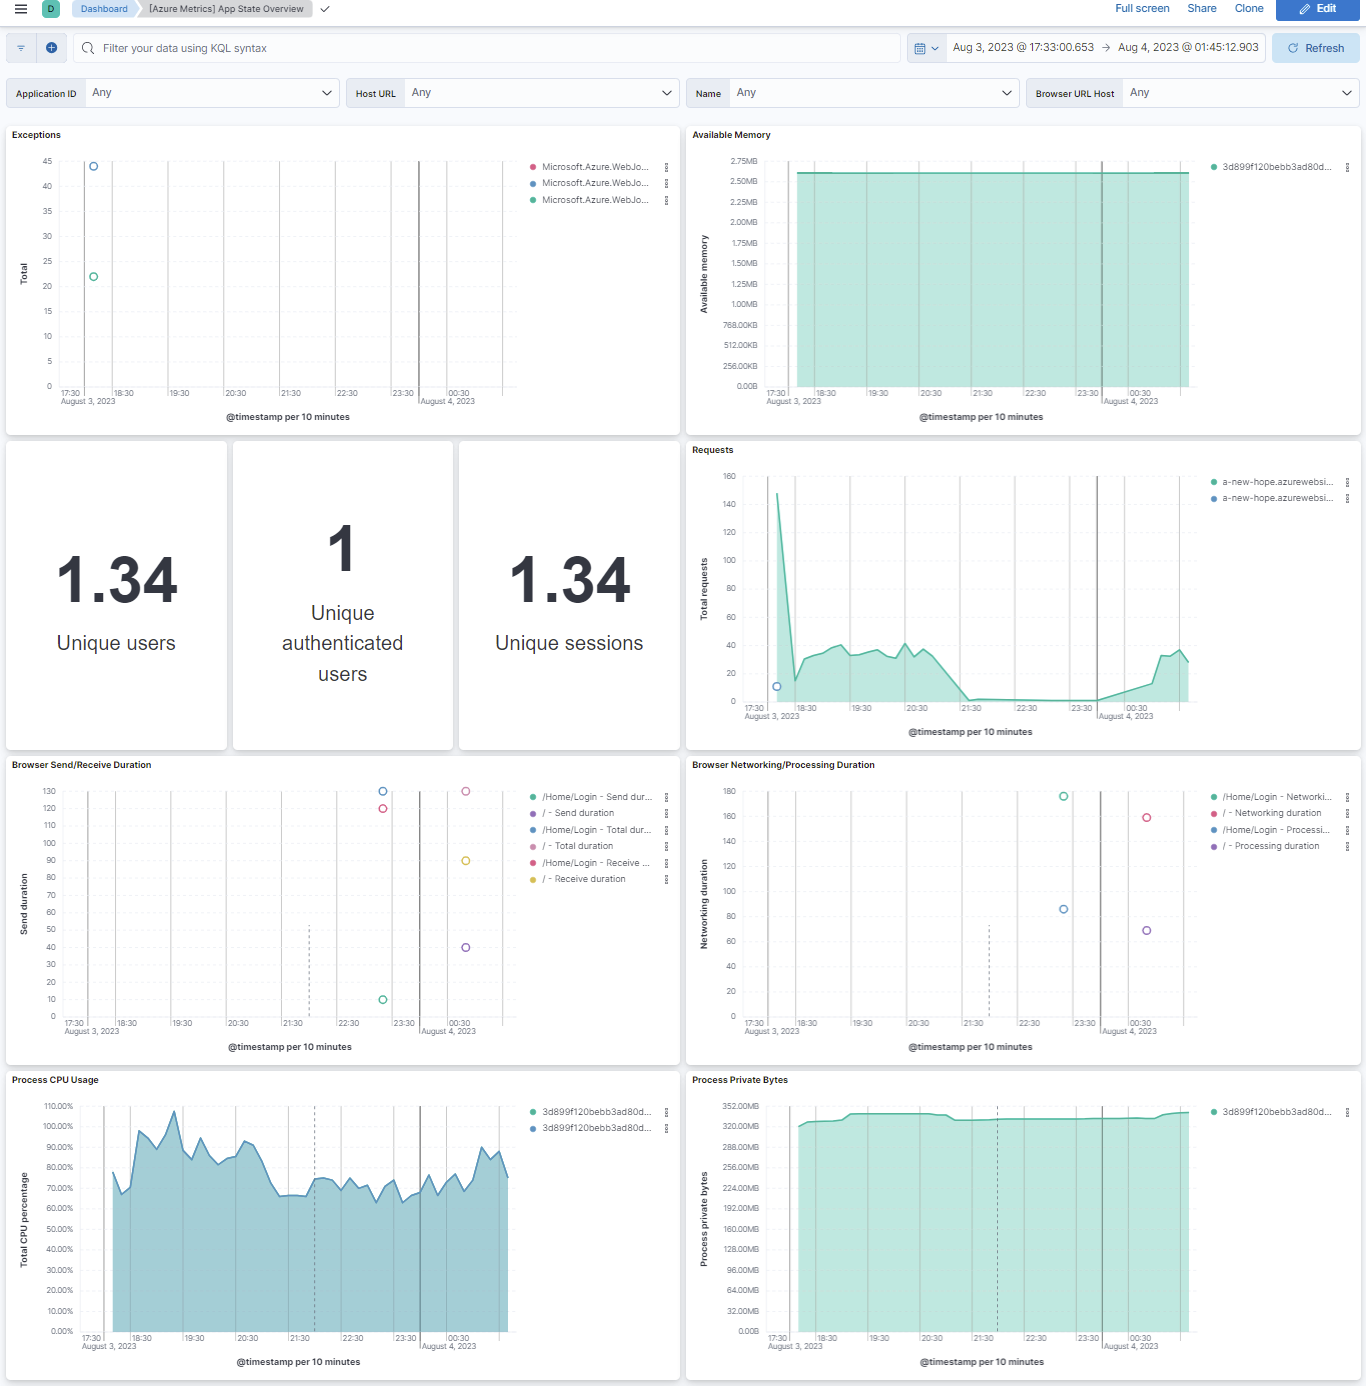 D Dashboard [Azure Metrics] App State Overview Full screen Share Clone Edit
Filter your data using KQL syntax Aug 3, 2023 @ 17:33:00.653 → Aug 4, 2023 @ 01:45:12.903 Refresh
Application ID Any Host URL Any Name Any Browser URL Host Any
Exceptions
45
40
35
30
25
20
15
10
5
0
Total
17:30 18:30 19:30 20:30 21:30 22:30 23:30 00:30
August 3, 2023 August 4, 2023
@timestamp per 10 minutes
Microsoft.Azure.WebJo...
Microsoft.Azure.WebJo...
Microsoft.Azure.WebJo...
Available Memory
2.75MB
2.50MB
2.25MB
2.00MB
1.75MB
1.50MB
1.25MB
1.00MB
768.00KB
512.00KB
256.00KB
0.00B
Available memory
17:30 18:30 19:30 20:30 21:30 22:30 23:30 00:30
August 3, 2023 August 4, 2023
@timestamp per 10 minutes
3d899f120bebb3ad80d...
1.34
Unique users
1
Unique
authenticated
users
1.34
Unique sessions
Requests
160
140
120
100
80
60
40
20
0
Total requests
17:30 18:30 19:30 20:30 21:30 22:30 23:30 00:30
August 3, 2023 August 4, 2023
@timestamp per 10 minutes
a-new-hope.azurewebsi...
a-new-hope.azurewebsi...
Browser Send/Receive Duration
130
120
110
100
90
80
70
60
50
40
30
20
10
0
Send duration
17:30 18:30 19:30 20:30 21:30 22:30 23:30 00:30
August 3, 2023 August 4, 2023
@timestamp per 10 minutes
/Home/Login - Send dur...
/ - Send duration
/Home/Login - Total dur...
/ - Total duration
/Home/Login - Receive ...
/ - Receive duration
Browser Networking/Processing Duration
180
160
140
120
100
80
60
40
20
0
Networking duration
17:30 18:30 19:30 20:30 21:30 22:30 23:30 00:30
August 3, 2023 August 4, 2023
@timestamp per 10 minutes
/Home/Login - Networki...
/ - Networking duration
/Home/Login - Processi...
/ - Processing duration
Process CPU Usage
110.00%
100.00%
90.00%
80.00%
70.00%
60.00%
50.00%
40.00%
30.00%
20.00%
10.00%
0.00%
Total CPU percentage
17:30 18:30 19:30 20:30 21:30 22:30 23:30 00:30
August 3, 2023 August 4, 2023
@timestamp per 10 minutes
3d899f120bebb3ad80d...
3d899f120bebb3ad80d...
Process Private Bytes
352.00MB
320.00MB
288.00MB
256.00MB
224.00MB
192.00MB
160.00MB
128.00MB
96.00MB
64.00MB
32.00MB
0.00B
Process private bytes
17:30 18:30 19:30 20:30 21:30 22:30 23:30 00:30
August 3, 2023 August 4, 2023
@timestamp per 10 minutes
3d899f120bebb3ad80d...